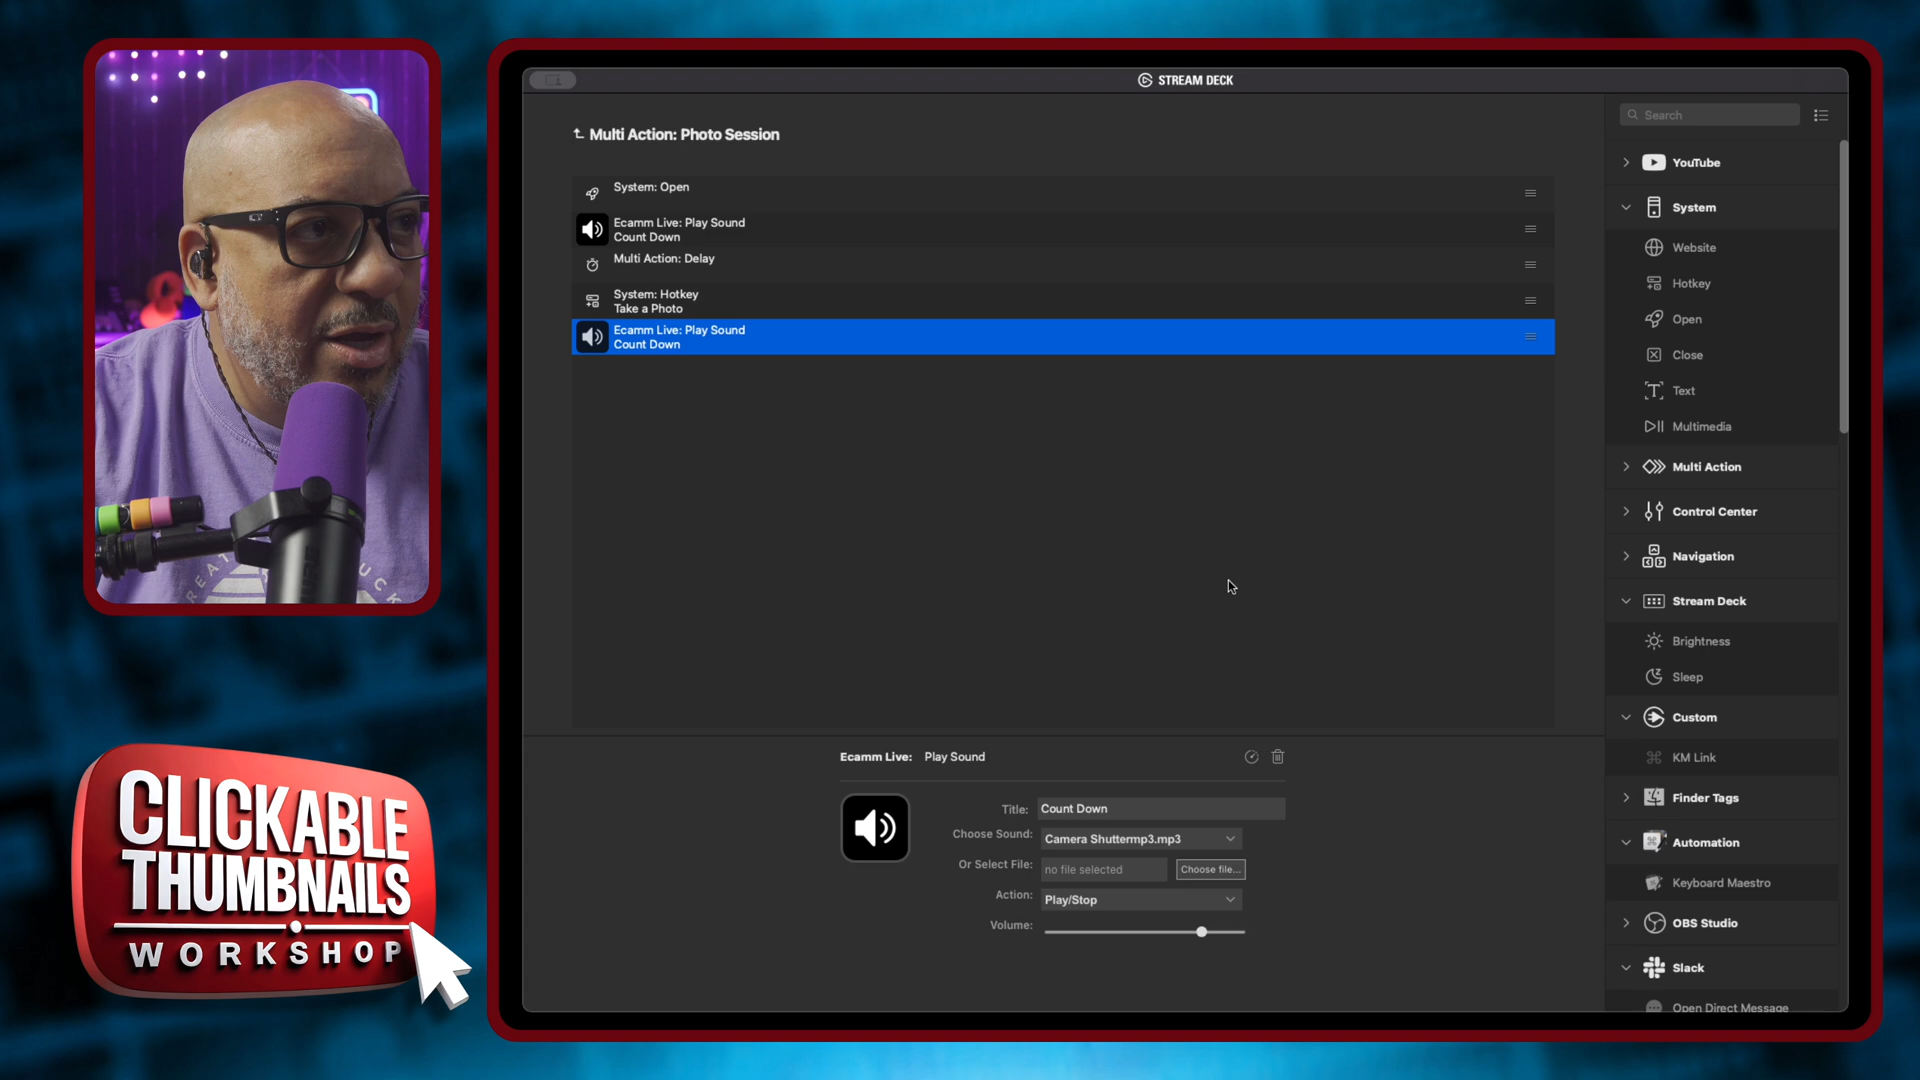 STREAM DECK
Multi Action: Photo Session
System: Open
Ecamm Live: Play Sound
Count Down
Multi Action: Delay
System: Hotkey
Take a Photo
Ecamm Live: Play Sound
Count Down
Ecamm Live: Play Sound
Title: Count Down
Choose Sound: Camera Shuttermp3.mp3
Or Select File: no file selected Choose file...
Action: Play/Stop
Volume:
Search
YouTube
System
Website
Hotkey
Open
Close
Text
Multimedia
Multi Action
Control Center
Navigation
Stream Deck
Brightness
Sleep
Custom
KM Link
Finder Tags
Automation
Keyboard Maestro
OBS Studio
Slack
Open Direct Message
CLICKABLE
THUMBNAILS
WORKSHOP